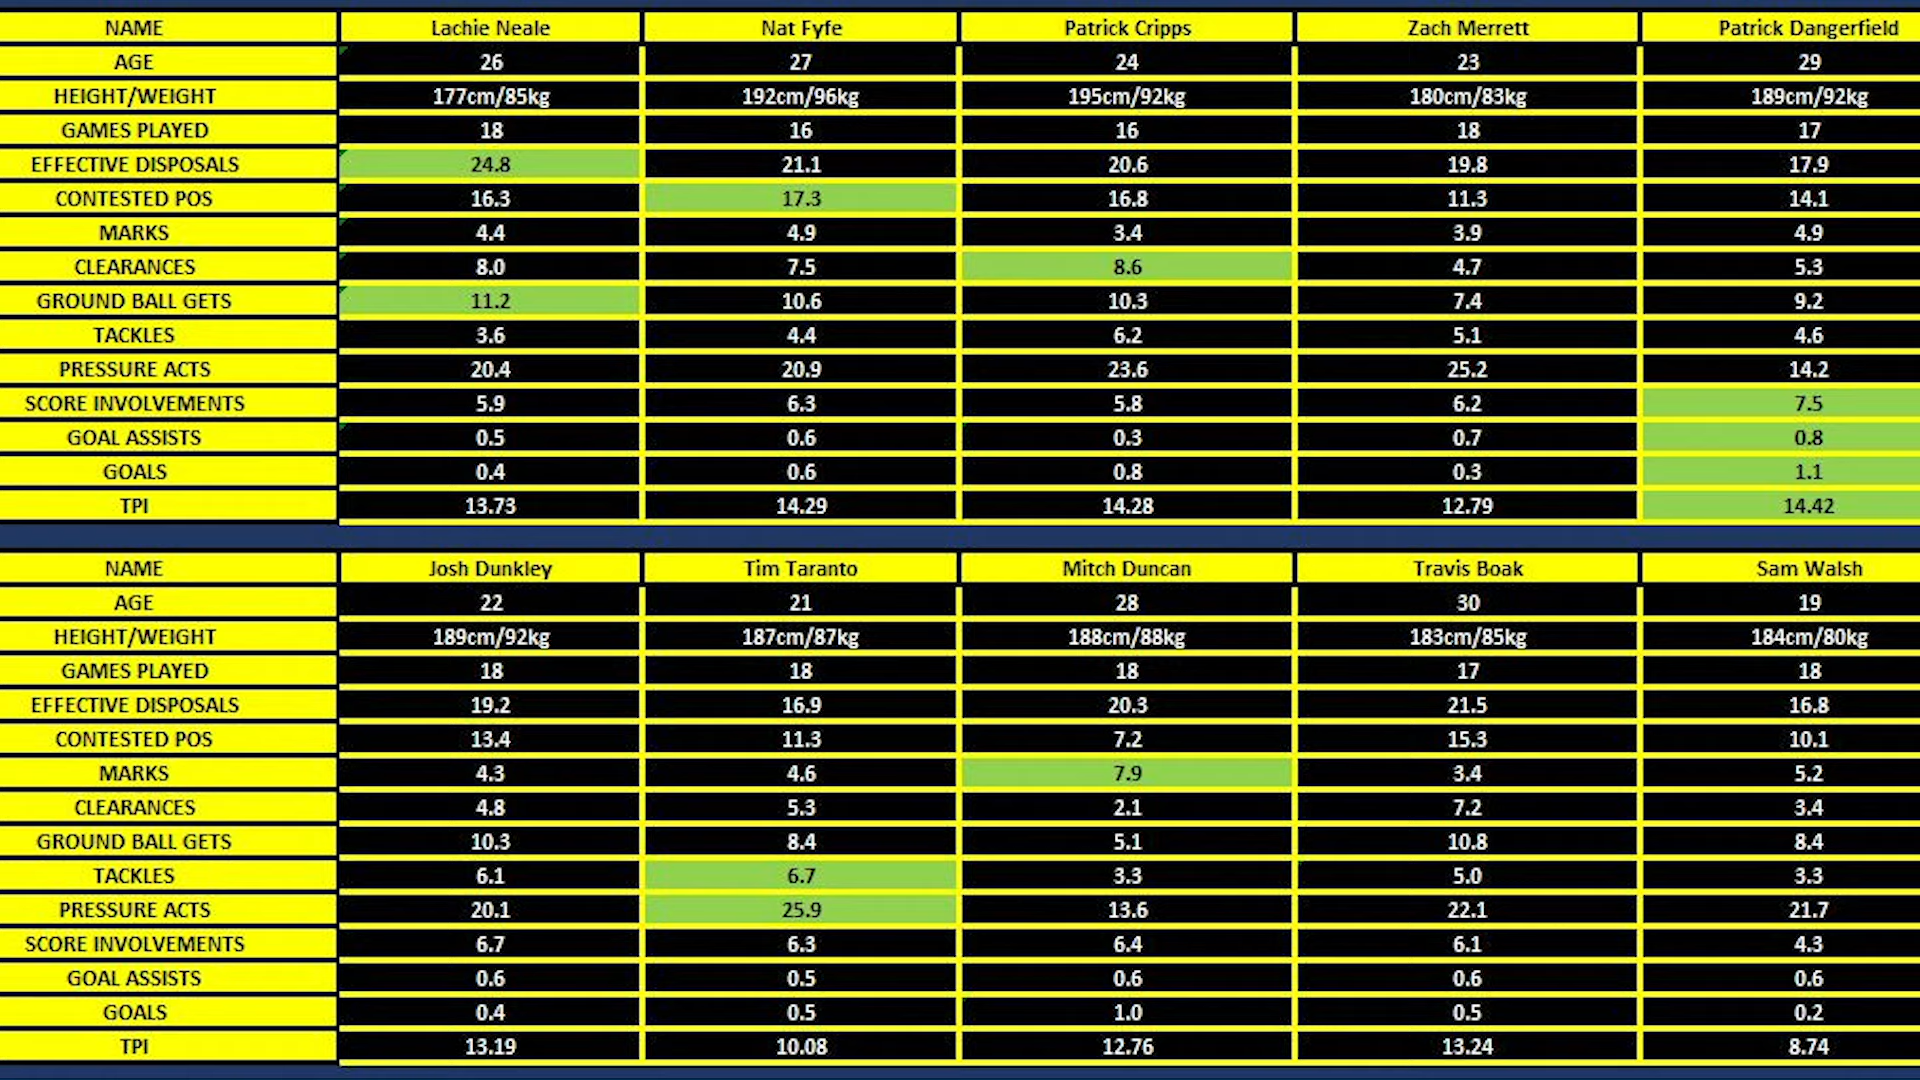 NAME Lachie Neale Nat Fyfe Patrick Cripps Zach Merrett Patrick Dangerfield
AGE 26 27 24 23 29
HEIGHT/WEIGHT 177cm/85kg 192cm/96kg 195cm/92kg 180cm/83kg 189cm/92kg
GAMES PLAYED 18 16 16 18 17
EFFECTIVE DISPOSALS 24.8 21.1 20.6 19.8 17.9
CONTESTED POS 16.3 17.3 16.8 11.3 14.1
MARKS 4.4 4.9 3.4 3.9 4.9
CLEARANCES 8.0 7.5 8.6 4.7 5.3
GROUND BALL GETS 11.2 10.6 10.3 7.4 9.2
TACKLES 3.6 4.4 6.2 5.1 4.6
PRESSURE ACTS 20.4 20.9 23.6 25.2 14.2
SCORE INVOLVEMENTS 5.9 6.3 5.8 6.2 7.5
GOAL ASSISTS 0.5 0.6 0.3 0.7 0.8
GOALS 0.4 0.6 0.8 0.3 1.1
TPI 13.73 14.29 14.28 12.79 14.42
NAME Josh Dunkley Tim Taranto Mitch Duncan Travis Boak Sam Walsh
AGE 22 21 28 30 19
HEIGHT/WEIGHT 189cm/92kg 187cm/87kg 188cm/88kg 183cm/85kg 184cm/80kg
GAMES PLAYED 18 18 18 17 18
EFFECTIVE DISPOSALS 19.2 16.9 20.3 21.5 16.8
CONTESTED POS 13.4 11.3 7.2 15.3 10.1
MARKS 4.3 4.6 7.9 3.4 5.2
CLEARANCES 4.8 5.3 2.1 7.2 3.4
GROUND BALL GETS 10.3 8.4 5.1 10.8 8.4
TACKLES 6.1 6.7 3.3 5.0 3.3
PRESSURE ACTS 20.1 25.9 13.6 22.1 21.7
SCORE INVOLVEMENTS 6.7 6.3 6.4 6.1 4.3
GOAL ASSISTS 0.6 0.5 0.6 0.6 0.6
GOALS 0.4 0.5 1.0 0.5 0.2
TPI 13.19 10.08 12.76 13.24 8.74